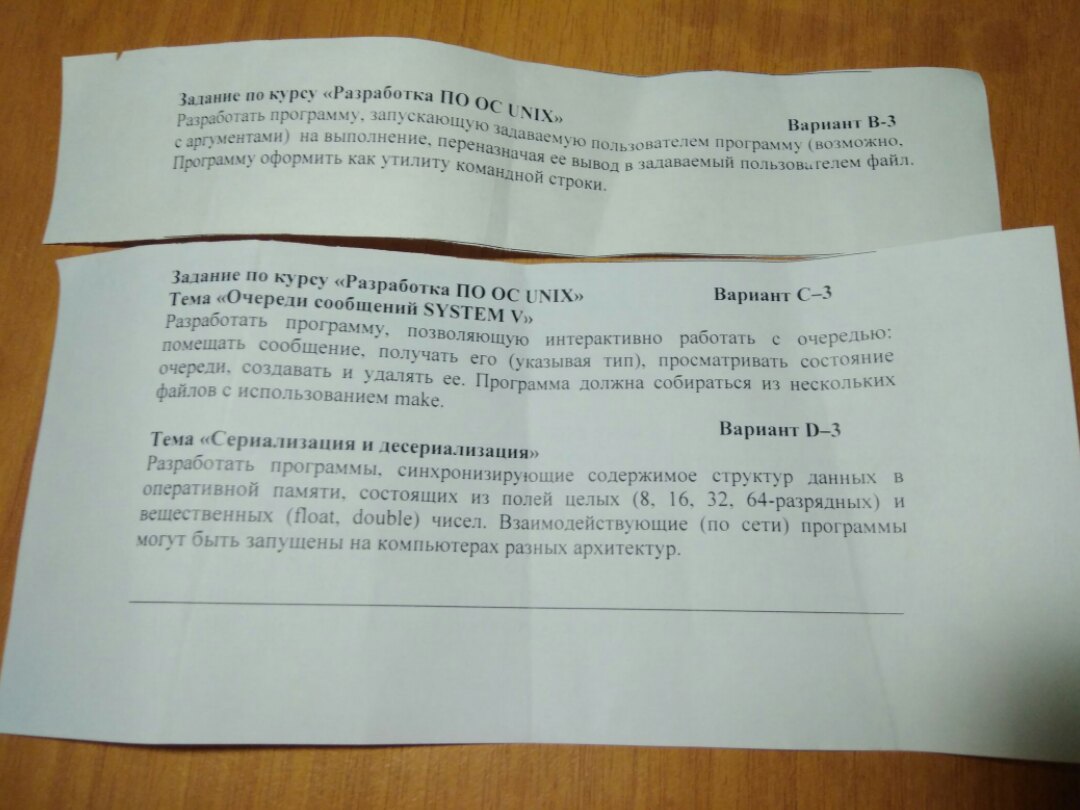 Задание по курсу «Разработка ПО ОС UNIX»
Вариант B-3
Разработать программу, запускающую задаваемую пользователем программу (возможно,
с аргументами) на выполнение, переназначая ее вывод в задаваемый пользователем файл.
Программу оформить как утилиту командной строки.
Задание по курсу «Разработка ПО ОС UNIX»
Вариант C–3
Тема «Очереди сообщений SYSTEM V»
Разработать программу, позволяющую интерактивно работать с очередью:
помещать сообщение, получать его (указывая тип), просматривать состояние
очереди, создавать и удалять ее. Программа должна собираться из нескольких
файлов с использованием make.
Вариант D–3
Тема «Сериализация и десериализация»
Разработать программы, синхронизирующие содержимое структур данных в
оперативной памяти, состоящих из полей целых (8, 16, 32, 64-разрядных) и
вещественных (float, double) чисел. Взаимодействующие (по сети) программы
могут быть запущены на компьютерах разных архитектур.